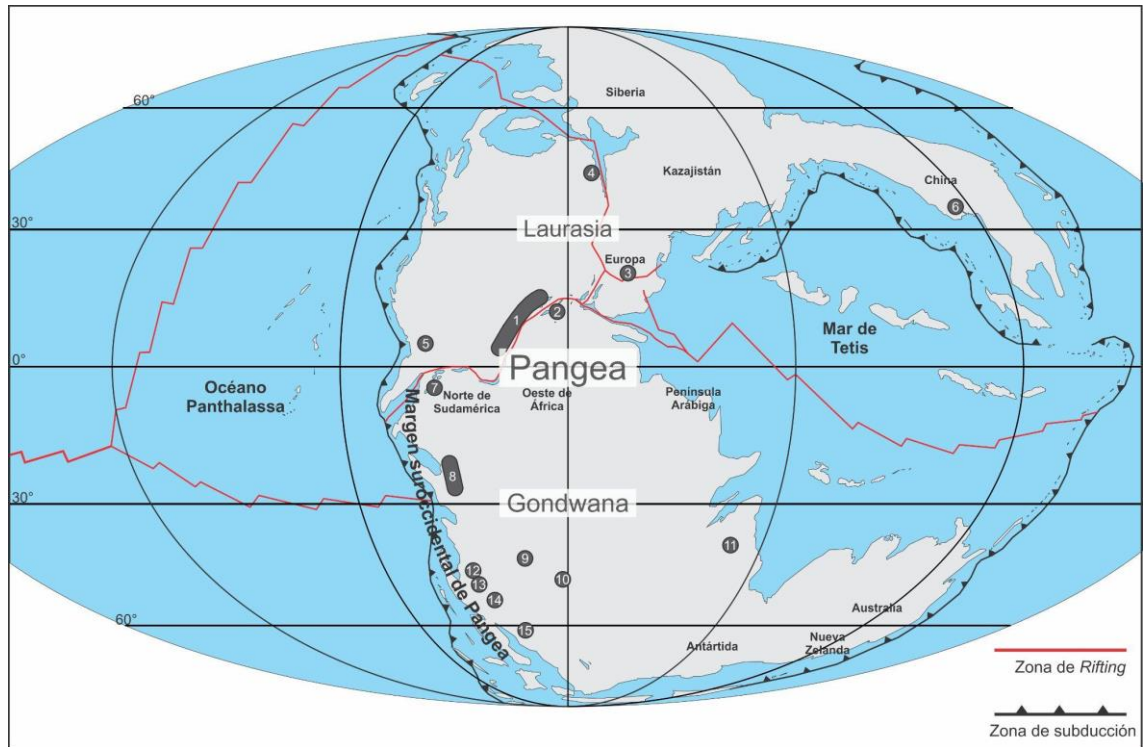 60°
Siberia
Kazajistán
China
4
6
30°
Laurasia
Europa
3
1
2
5
Mar de
Tetis
0°
Pangea
Océano
Panthalassa
7
Norte de
Sudamérica
Oeste de
África
Península
Arábiga
Margen suroccidental de Pangea
8
30°
Gondwana
9
11
12
10
13
14
Australia
60°
15
Antártida
Nueva
Zelanda
Zona de Rifting
Zona de subducción